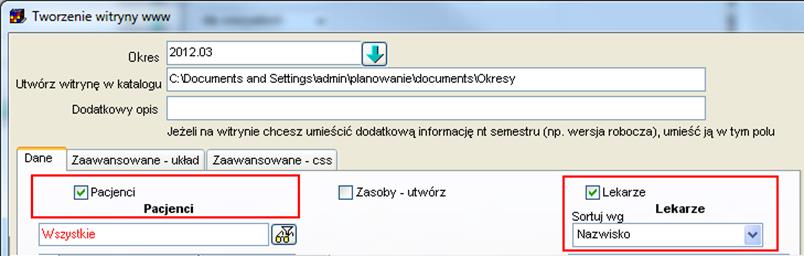 Tworzenie witryny www
Okres 2012.03
Utwórz witrynę w katalogu C:\Documents and Settings\admin\planowanie\documents\Okresy
Dodatkowy opis
Jeżeli na witrynie chcesz umieścić dodatkową informację nt semestru (np. wersja robocza), umieść ją w tym polu
Dane Zaawansowane - układ Zaawansowane - css
Pacjenci Zasoby - utwórz Lekarze
Pacjenci Lekarze
Sortuj wg
Wszystkie Nazwisko